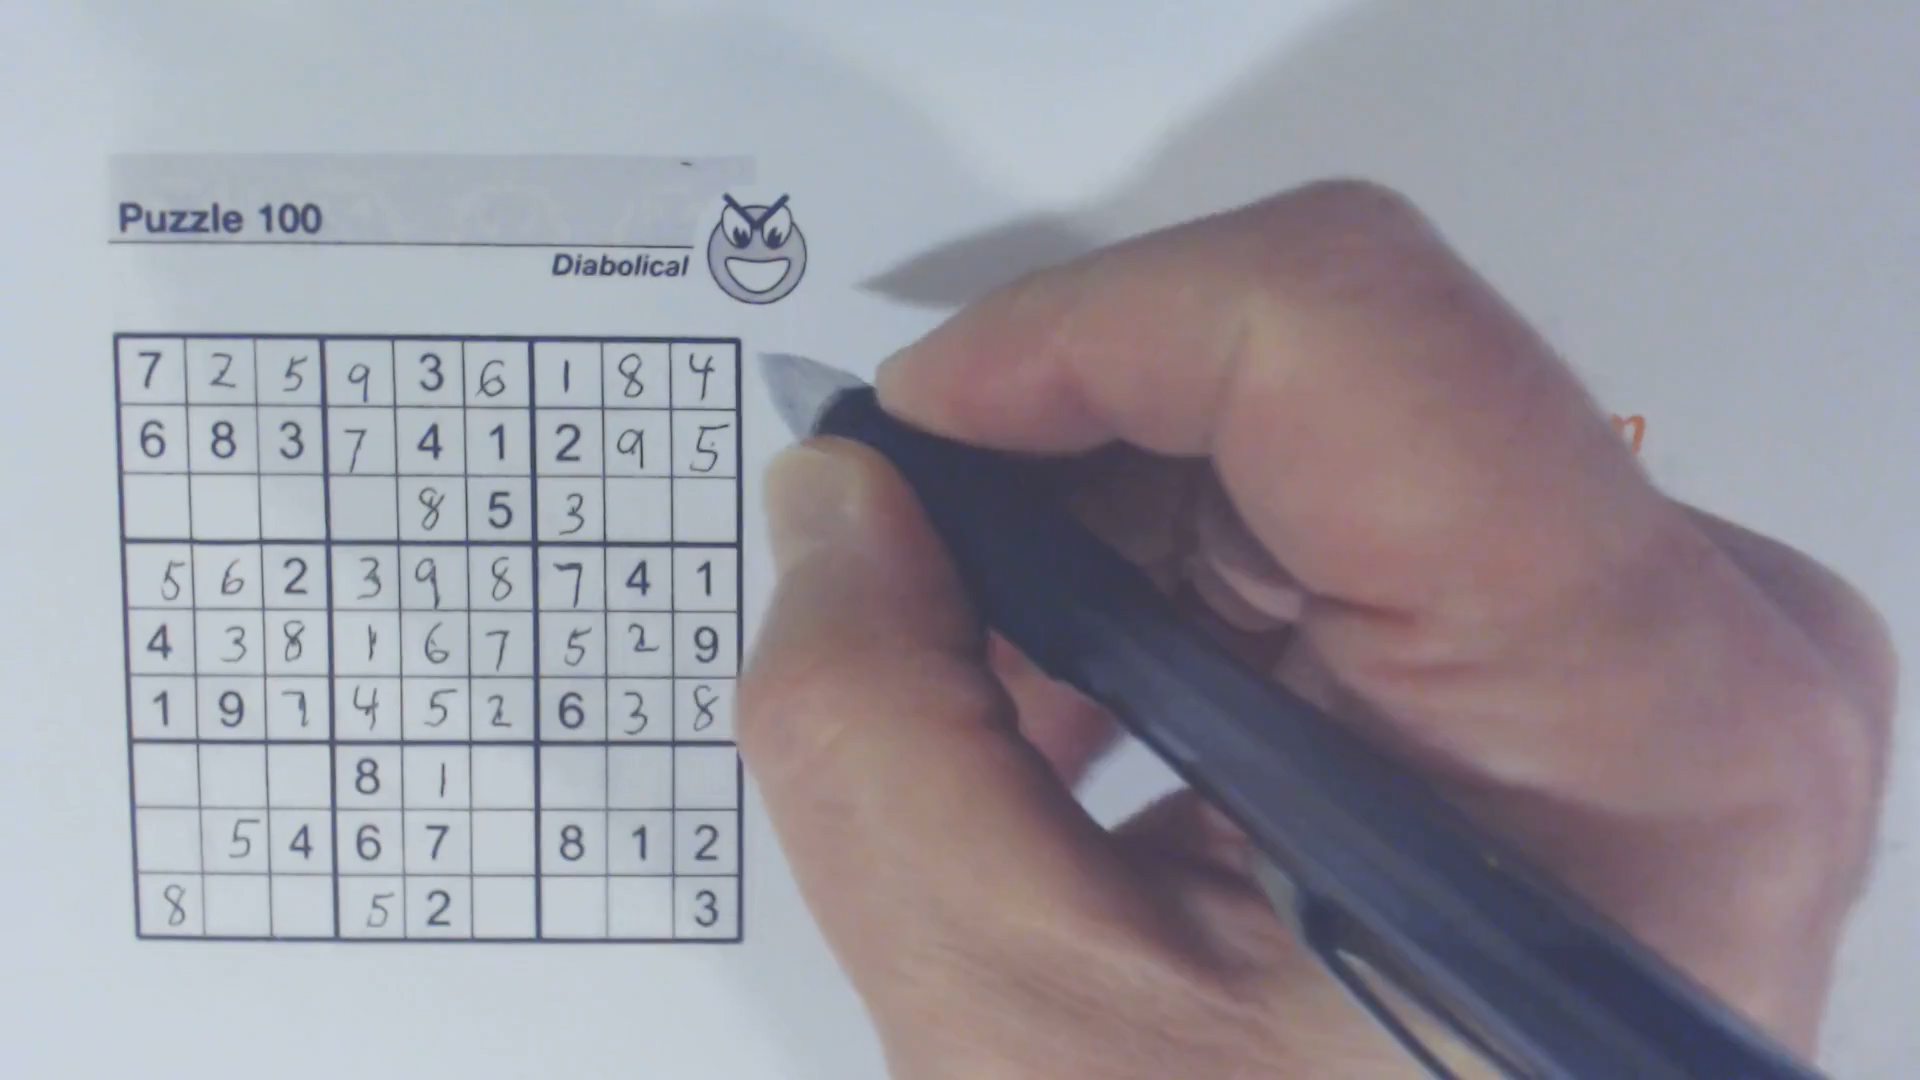 Puzzle 100
Diabolical
7 2 5 9 3 6 1 8 4
6 8 3 7 4 1 2 9 5
8 5 3
5 6 2 3 9 8 7 4 1
4 3 8 1 6 7 5 2 9
1 9 7 4 5 2 6 3 8
8 1
5 4 6 7 8 1 2
8 5 2 3